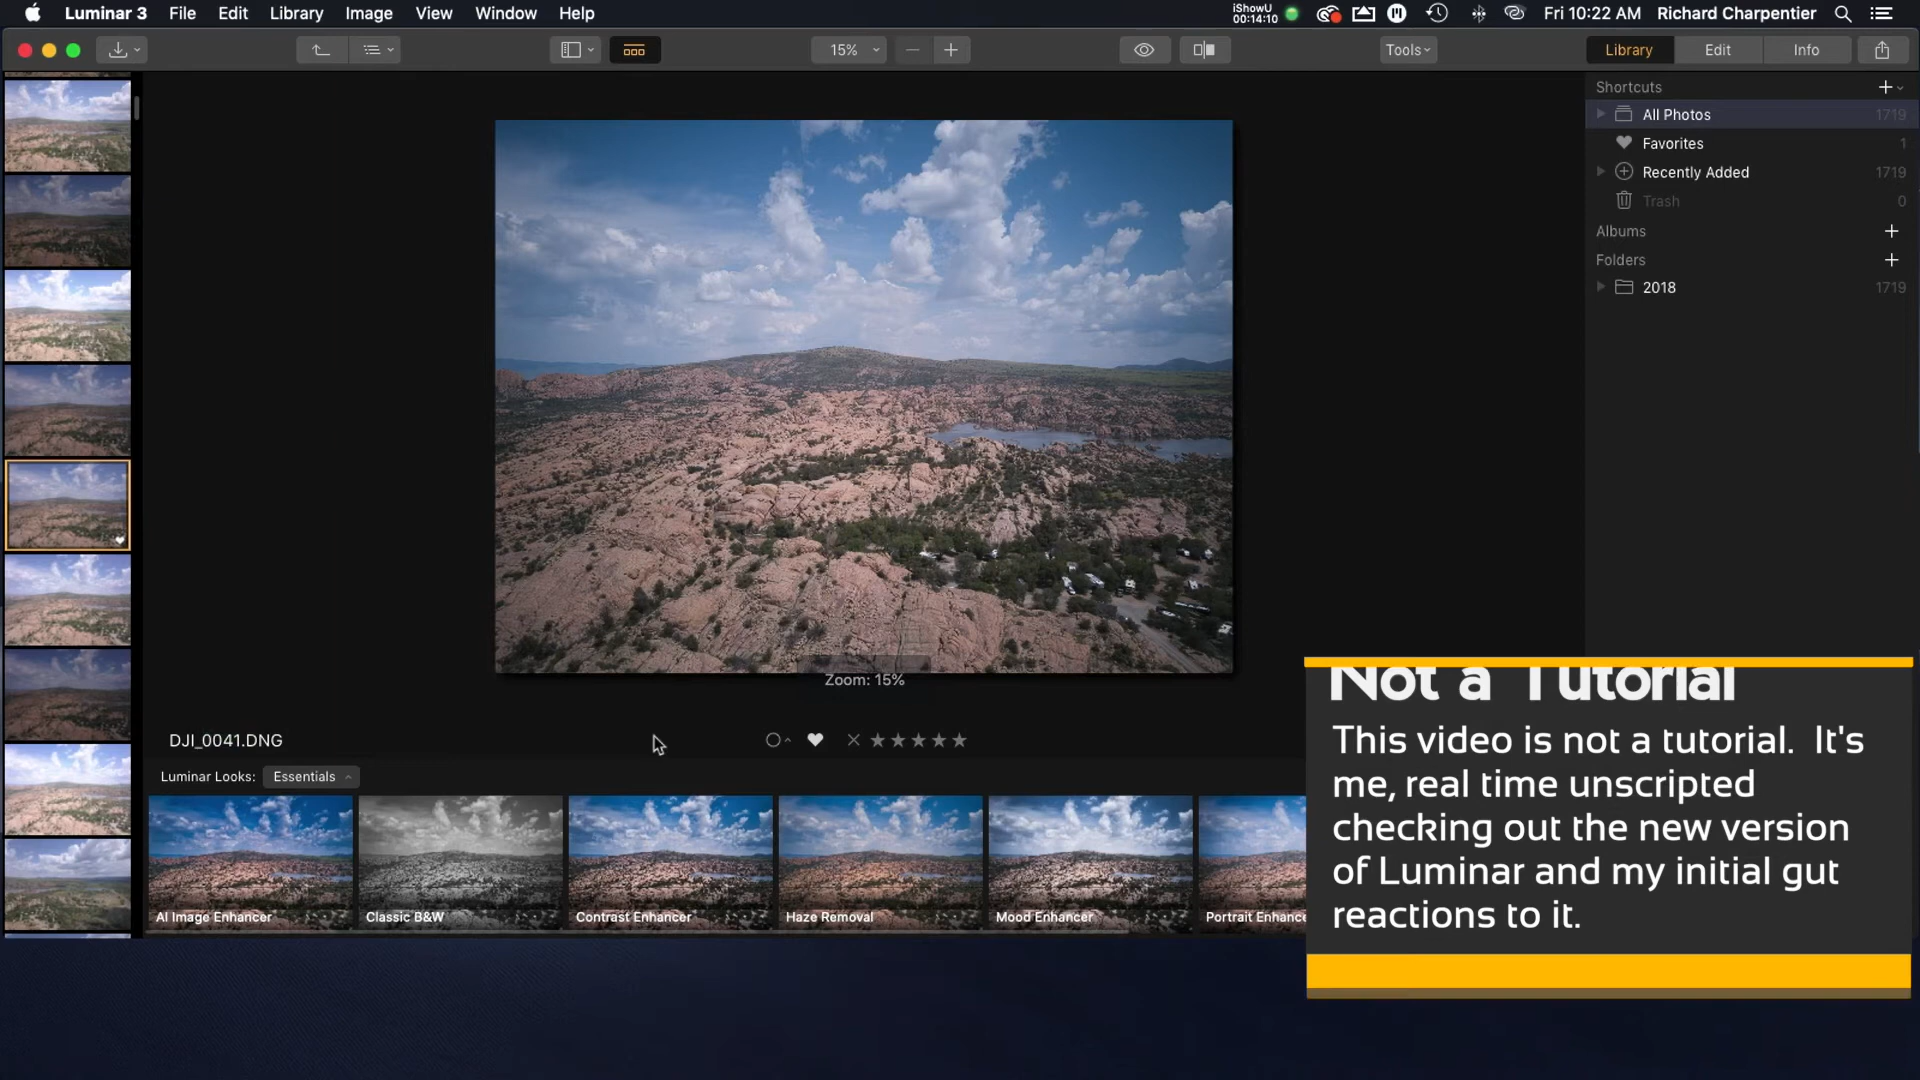 Luminar 3 File Edit Library Image View Window Help
iShowU
00:14:10
Fri 10:22 AM Richard Charpentier
15%
Tools
Library Edit Info
Shortcuts
All Photos 1719
Favorites 1
Recently Added 1719
Trash 0
Albums
Folders
2018 1719
Zoom: 15%
DJI_0041.DNG
Luminar Looks: Essentials
AI Image Enhancer
Classic B&W
Contrast Enhancer
Haze Removal
Mood Enhancer
Portrait Enhance
Not a Tutorial
This video is not a tutorial. It's
me, real time unscripted
checking out the new version
of Luminar and my initial gut
reactions to it.